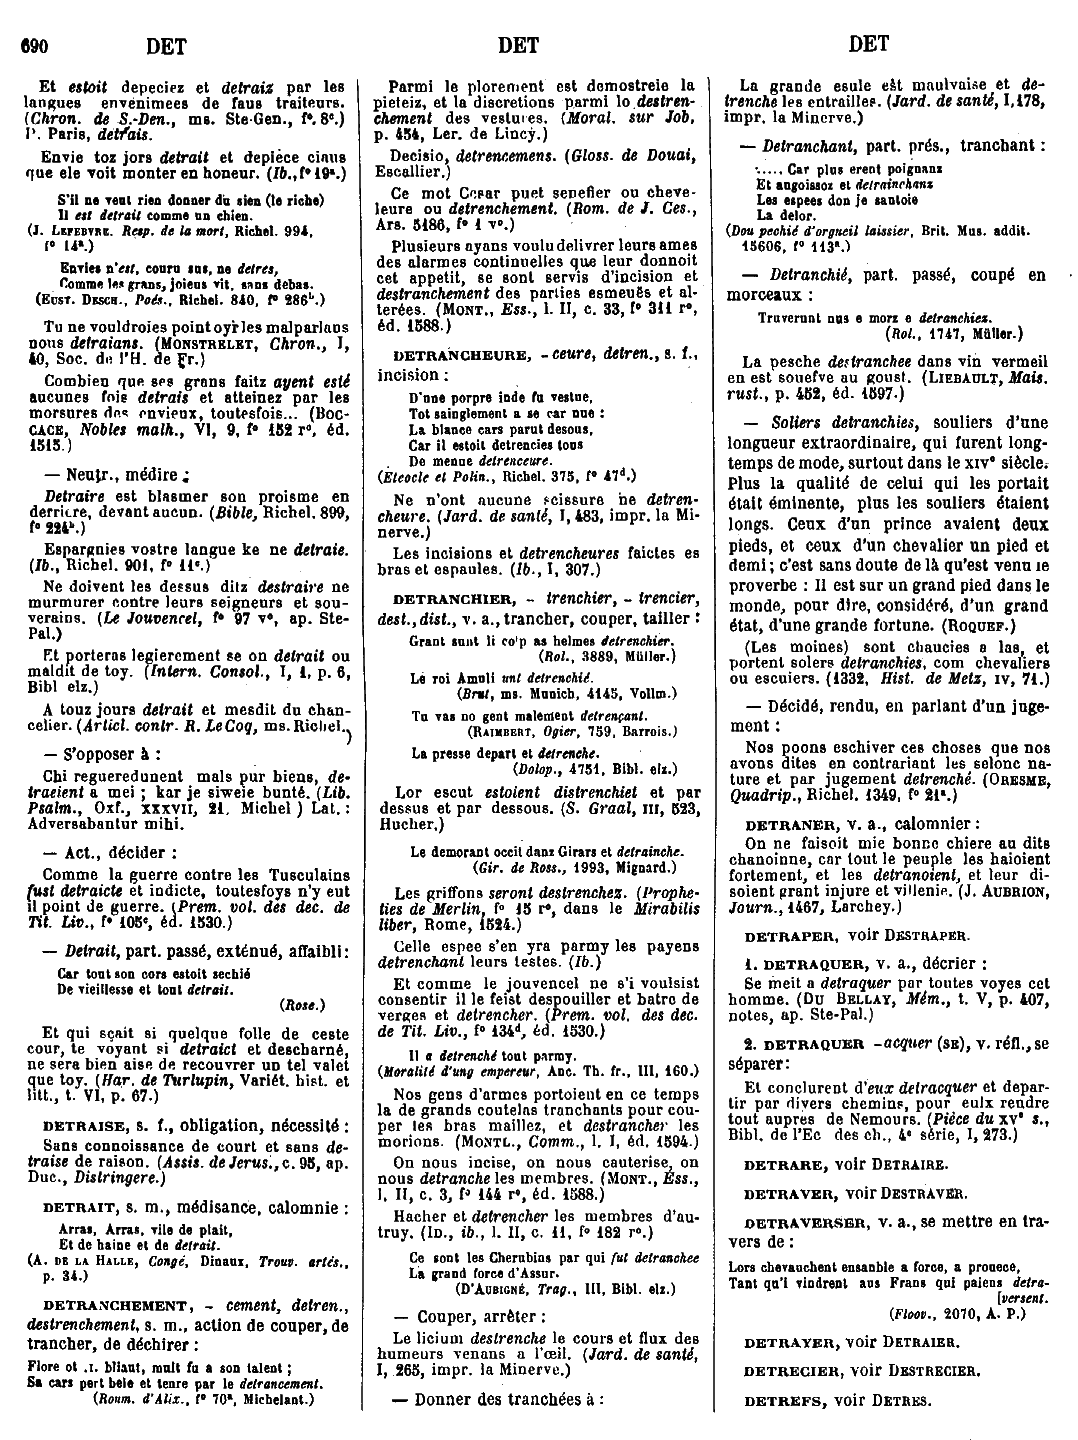 690 DET DET DET
Et estoit depeciez et detraiz par les
langues envenimees de faus traiteurs.
(Chron. de S.-Den., ms. Ste-Gen., f° 8ᶜ.)
P. Paris, detrais.
Envie toz jors detrait et depiece ciaus
que ele voit monter en honeur. (Ib., f° 19ᵃ.)
S'il ne veut rien donner du sien (le riche)
Il est detrait comme un chien.
(J. LEFEBVRE. Resp. de la mort, Richel. 994,
f° 14ᵃ.)
Envies n'est, couru sus, ne detres,
Comme les grans, joieus vit, sans debas.
(EUST. DESCH., Poés., Richel. 840, f° 286ᵇ.)
Tu ne vouldroies point oyr les malparlans
nous detraians. (MONSTRELET, Chron., I,
40, Soc. de l'H. de Fr.)
Combien que ses grans faitz ayent esté
aucunes fois detrais et atteinez par les
morsures des envieux, toutesfois... (BOC-
CACE, Nobles malh., VI, 9, f° 152 r°, éd.
1515.)
— Neutr., médire :
Detraire est blasmer son proisme en
derriere, devant aucun. (Bible, Richel. 899,
f° 224ᵇ.)
Espargnies vostre langue ke ne detraie.
(Ib., Richel. 901, f° 11ᶜ.)
Ne doivent les dessus ditz destraire ne
murmurer contre leurs seigneurs et sou-
verains. (Le Jouvencel, f° 97 v°, ap. Ste-
Pal.)
Et porteras legierement se on detrait ou
maldit de toy. (Intern. Consol., I, 1, p. 6,
Bibl elz.)
A touz jours detrait et mesdit du chan-
celier. (Articl. contr. R. Le Coq, ms. Richel.,
)
— S'opposer à :
Chi regueredunent mals pur biens, de-
traeient a mei ; kar je siweie bunté. (Lib.
Psalm., Oxf., XXXVII, 21, Michel ) Lat. :
Adversabantur mihi.
— Act., décider :
Comme la guerre contre les Tusculains
fust detraicte et indicte, toutesfoys n'y eut
il point de guerre. (Prem. vol. des dec. de
Tit. Liv., f° 105ᶜ, éd. 1530.)
— Detrait, part. passé, exténué, affaibli :
Car tout son cors estoit sechié
De vieillesse et tout detrait.
(Rose.)
Et qui sçait si quelque folle de ceste
cour, te voyant si detraict et descharné,
ne sera bien aise de recouvrer un tel valet
que toy. (Har. de Turlupin, Variét. hist. et
litt., t. VI, p. 67.)
DETRAISE, s. f., obligation, nécessité :
Sans connoissance de court et sans de-
traise de raison. (Assis. de Jerus., c. 95, ap.
Duc., Distringere.)
DETRAIT, s. m., médisance, calomnie :
Arras, Arras, vile de plait,
Et de haine et de detrait.
(A. DE LA HALLE, Congé, Dinaux, Trouv. artés.,
p. 34.)
DETRANCHEMENT, - cement, detren.,
destrenchement, s. m., action de couper, de
trancher, de déchirer :
Flore ot .I. bliaut, mult fu a son talent ;
Sa cars pert bele et tenre par le detrancement.
(Roum. d'Alix., f° 70ᵃ, Michelant.)
Parmi le plorement est demostreie la
pieteiz, et la discretions parmi lo destren-
chement des vestures. (Moral. sur Job,
p. 454, Ler. de Lincy.)
Decisio, detrencemens. (Gloss. de Douai,
Escallier.)
Ce mot Cesar puet senefier ou cheve-
leure ou detrenchement. (Rom. de J. Ces.,
Ars. 5186, f° 1 v°.)
Plusieurs ayans voulu delivrer leurs ames
des alarmes continuelles que leur donnoit
cet appetit, se sont servis d'incision et
destranchement des parties esmeuës et al-
terées. (MONT., Ess., l. II, c. 33, f° 311 r°,
éd. 1588.)
DETRANCHEURE, - ceure, detren., s. f.,
incision :
D'une porpre inde fu vestue,
Tot sainglement a se car nue :
La blance cars parut desous,
Car il estoit detrencies tous
De menue detrenceure.
(Eteocle et Polin., Richel. 375, f° 47ᵈ.)
Ne n'ont aucune scissure ne detren-
cheure. (Jard. de santé, I, 483, impr. la Mi-
nerve.)
Les incisions et detrencheures faictes es
bras et espaules. (Ib., I, 307.)
DETRANCHIER, - trenchier, - trencier,
dest., dist., v. a., trancher, couper, tailler :
Grant sunt li colp as helmes detrenchier.
(Rol., 3889, Müller.)
Le roi Amuli unt detrenchié.
(Brut, ms. Munich, 4145, Vollm.)
Tu vas no gent malement detrençant.
(RAIMBERT, Ogier, 759, Barrois.)
La presse depart et detrenche.
(Dolop., 4751, Bibl. elz.)
Lor escut estoient distrenchiet et par
dessus et par dessous. (S. Graal, III, 523,
Hucher.)
Le demorant occit danz Girars et detrainche.
(Gir. de Ross., 1993, Mignard.)
Les griffons seront destrenchez. (Prophe-
ties de Merlin, f° 15 r°, dans le Mirabilis
liber, Rome, 1524.)
Celle espee s'en yra parmy les payens
detrenchant leurs testes. (Ib.)
Et comme le jouvencel ne s'i voulsist
consentir il le feist despouiller et batre de
verges et detrencher. (Prem. vol. des dec.
de Tit. Liv., f° 134ᵈ, éd. 1530.)
Il a detrenché tout parmy.
(Moralité d'ung empereur, Anc. Th. fr., III, 160.)
Nos gens d'armes portoient en ce temps
la de grands coutelas tranchants pour cou-
per les bras maillez, et destrancher les
morions. (MONTL., Comm., l. I, éd. 1594.)
On nous incise, on nous cauterise, on
nous detranche les membres. (MONT., Ess.,
l. II, c. 3, f° 144 r°, éd. 1588.)
Hacher et detrencher les membres d'au-
truy. (ID., ib., l. II, c. 11, f° 182 r°.)
Ce sont les Cherubins par qui fut detranchee
La grand force d'Assur.
(D'AUBIGNÉ, Trag., III, Bibl. elz.)
— Couper, arrêter :
Le licium destrenche le cours et flux des
humeurs venans a l'œil. (Jard. de santé,
I, 265, impr. la Minerve.)
— Donner des tranchées à :
La grande esule est maulvaise et de-
trenche les entrailles. (Jard. de santé, I, 178,
impr. la Minerve.)
— Detranchant, part. prés., tranchant :
..... Car plus erent poignanz
Et angoissoz et detrainchanz
Les espees don je santoie
La dolor.
(Dou pechié d'orgueil laissier, Brit. Mus. addit.
15606, f° 113ᵃ.)
— Detranchié, part. passé, coupé en
morceaux :
Truverunt nus e morz e detranchiez.
(Rol., 1747, Müller.)
La pesche destranchee dans vin vermeil
en est souefve au goust. (LIEBAULT, Mais.
rust., p. 452, éd. 1597.)
— Soliers detranchies, souliers d'une
longueur extraordinaire, qui furent long-
temps de mode, surtout dans le XIVᵉ siècle.
Plus la qualité de celui qui les portait
était éminente, plus les souliers étaient
longs. Ceux d'un prince avaient deux
pieds, et ceux d'un chevalier un pied et
demi ; c'est sans doute de là qu'est venu le
proverbe : Il est sur un grand pied dans le
monde, pour dire, considéré, d'un grand
état, d'une grande fortune. (ROQUEF.)
(Les moines) sont chaucies a las, et
portent solers detranchies, com chevaliers
ou escuiers. (1332, Hist. de Metz, IV, 71.)
— Décidé, rendu, en parlant d'un juge-
ment :
Nos poons eschiver ces choses que nos
avons dites en contrariant les selonc na-
ture et par jugement detrenché. (ORESME,
Quadrip., Richel. 1349, f° 21ᵃ.)
DETRANER, v. a., calomnier :
On ne faisoit mie bonne chiere au dits
chanoinne, car tout le peuple les haioient
fortement, et les detranoient, et leur di-
soient grant injure et villenie. (J. AUBRION,
Journ., 1467, Larchey.)
DETRAPER, voir DESTRAPER.
1. DETRAQUER, v. a., décrier :
Se meit a detraquer par toutes voyes cet
homme. (DU BELLAY, Mém., t. V, p. 407,
notes, ap. Ste-Pal.)
2. DETRAQUER -acquer (SE), v. réfl., se
séparer :
Et conclurent d'eux detracquer et depar-
tir par divers chemins, pour eulx rendre
tout aupres de Nemours. (Pièce du XVᵉ s.,
Bibl. de l'Ec des ch., 4ᵉ série, I, 273.)
DETRARE, voir DETRAIRE.
DETRAVER, voir DESTRAVER.
DETRAVERSER, v. a., se mettre en tra-
vers de :
Lors chevauchent ensanble a force, a prouece,
Tant qu'i vindrent aus Frans qui paiens detra-
[versent.
(Floov., 2070, A. P.)
DETRAYER, voir DETRAIER.
DETRECIER, voir DESTRECIER.
DETREFS, voir DETRES.